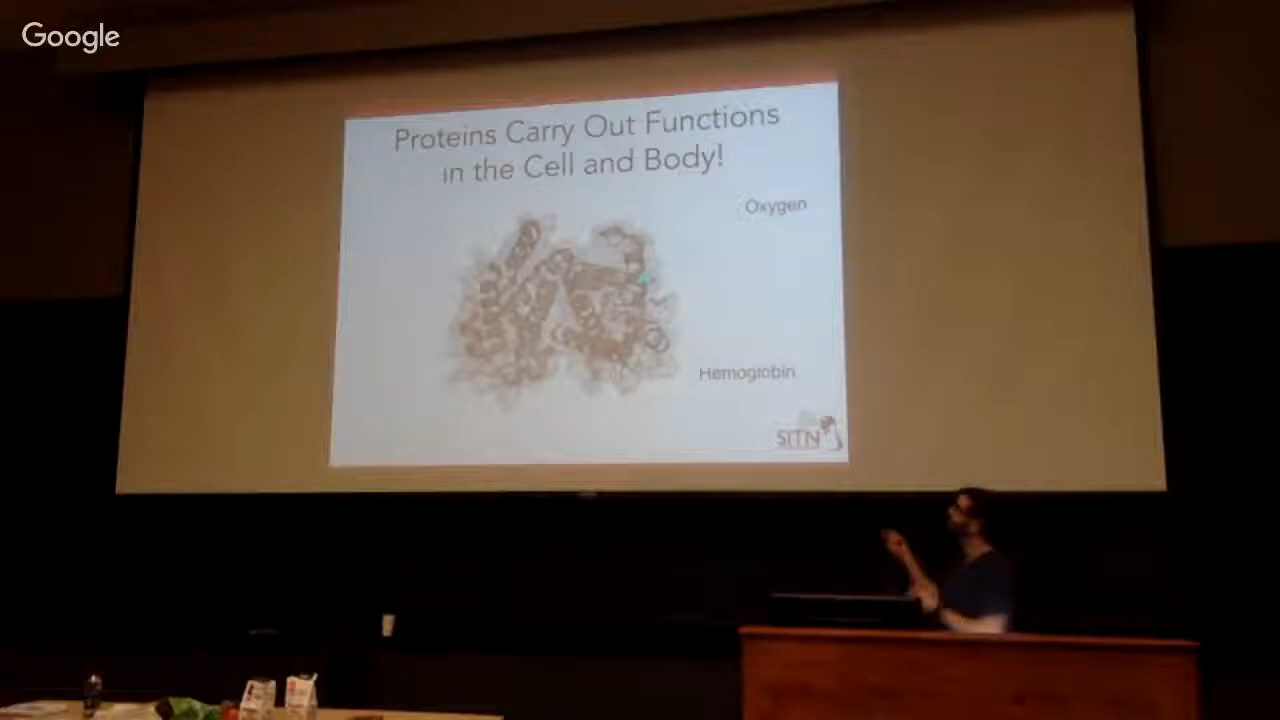 Google
Proteins Carry Out Functions
in the Cell and Body!
Oxygen
Hemoglobin
SITN